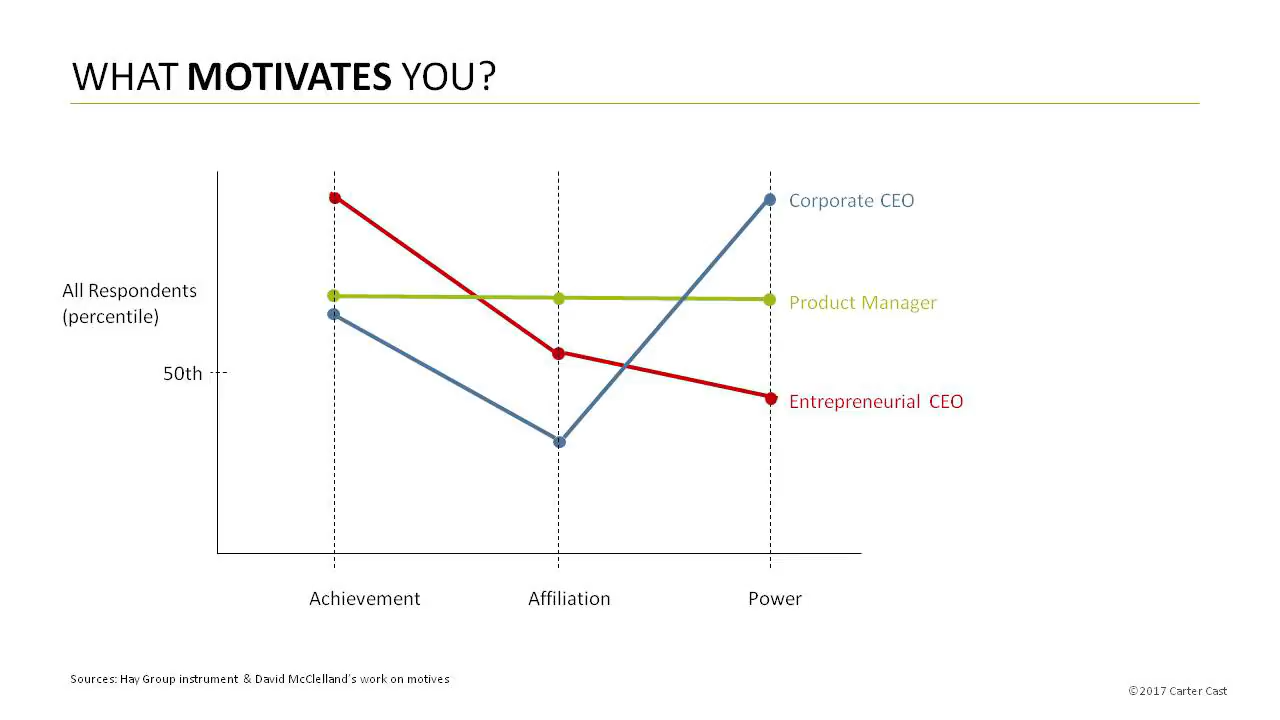 WHAT MOTIVATES YOU?
Corporate CEO
All Respondents
(percentile)
Product Manager
50th
Entrepreneurial CEO
Achievement
Affiliation
Power
Sources: Hay Group instrument & David McClelland's work on motives
©2017 Carter Cast